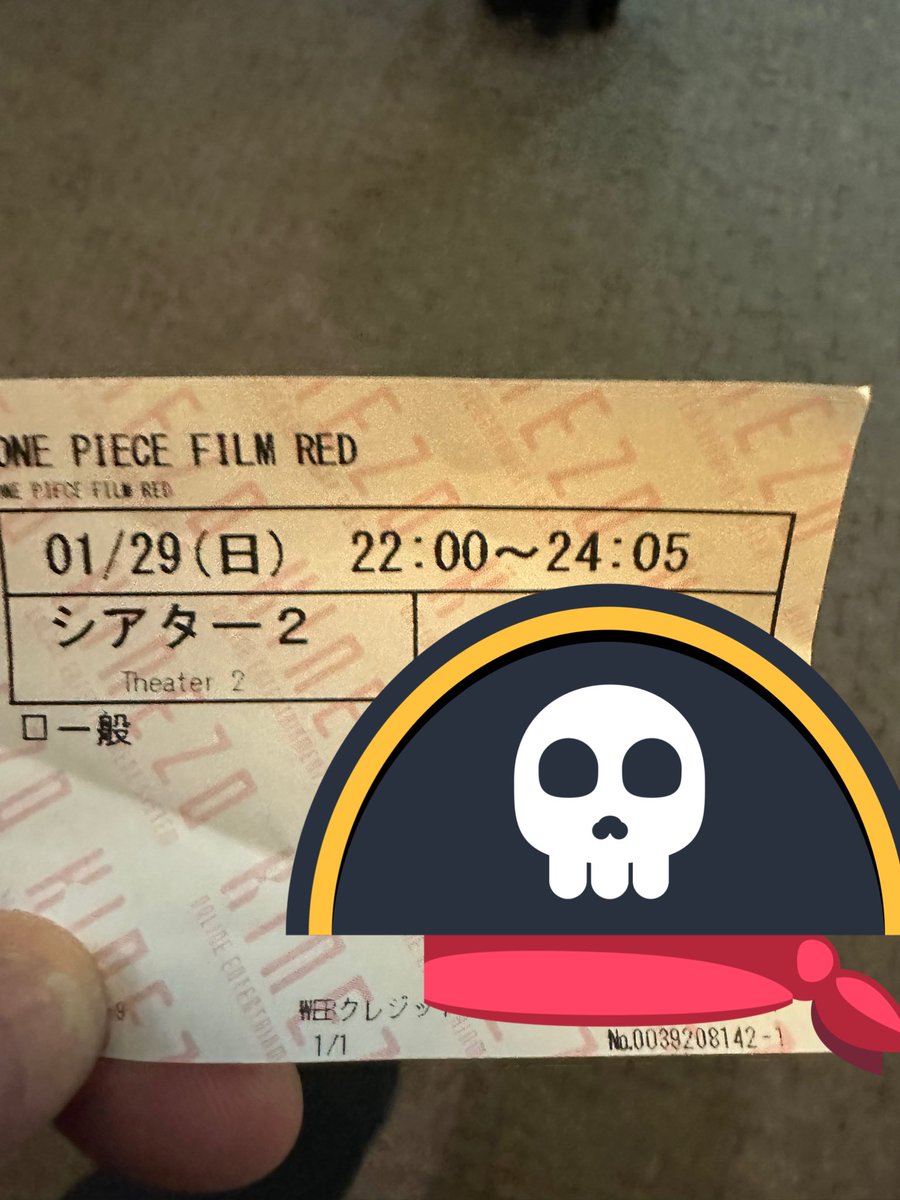 ONE PIECE FILM RED
ONE PIECE FILM RED
01/29(日) 22:00～24:05
シアター2
Theater 2
□一般
9
WEBクレジッ
1/1
No.0039208142-1